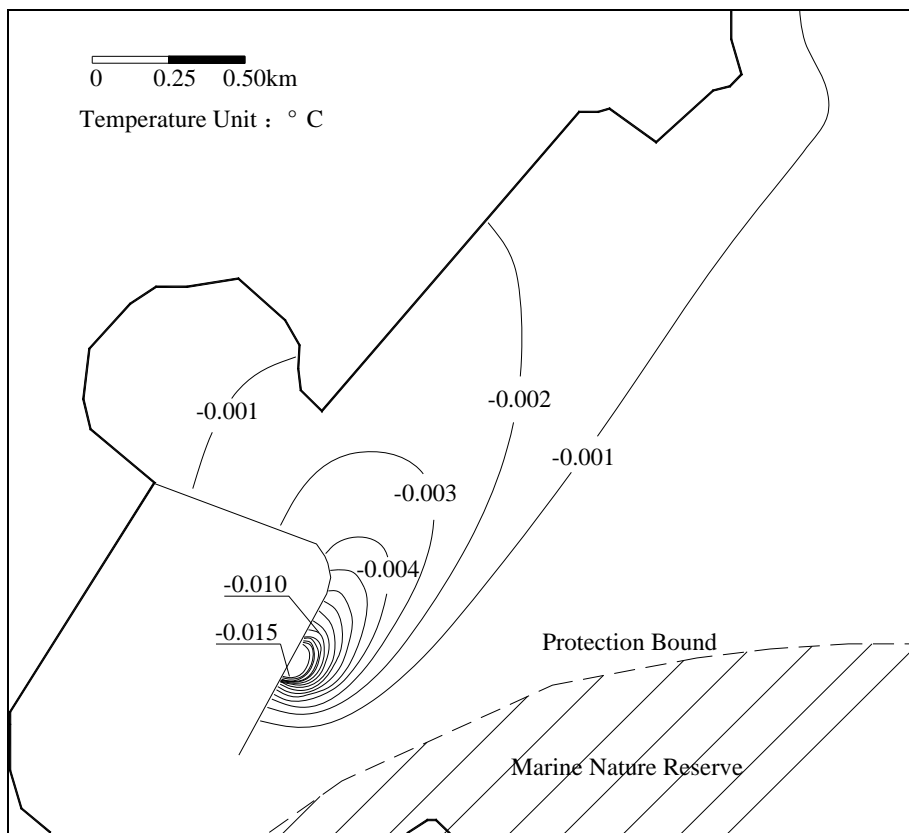 0 0.25 0.50km
Temperature Unit : ° C
-0.002
-0.001
-0.001
-0.003
-0.004
-0.010
-0.015
Protection Bound
Marine Nature Reserve